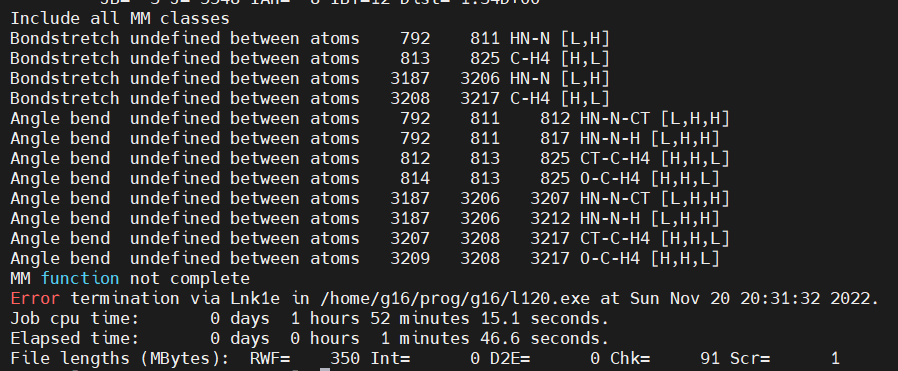 Include all MM classes
Bondstretch undefined between atoms    792    811 HN-N [L,H]
Bondstretch undefined between atoms    813    825 C-H4 [H,L]
Bondstretch undefined between atoms   3187   3206 HN-N [L,H]
Bondstretch undefined between atoms   3208   3217 C-H4 [H,L]
Angle bend  undefined between atoms    792    811    812 HN-N-CT [L,H,H]
Angle bend  undefined between atoms    792    811    817 HN-N-H [L,H,H]
Angle bend  undefined between atoms    812    813    825 CT-C-H4 [H,H,L]
Angle bend  undefined between atoms    814    813    825 O-C-H4 [H,H,L]
Angle bend  undefined between atoms   3187   3206   3207 HN-N-CT [L,H,H]
Angle bend  undefined between atoms   3187   3206   3212 HN-N-H [L,H,H]
Angle bend  undefined between atoms   3207   3208   3217 CT-C-H4 [H,H,L]
Angle bend  undefined between atoms   3209   3208   3217 O-C-H4 [H,H,L]
MM function not complete
Error termination via Lnk1e in /home/g16/prog/g16/l120.exe at Sun Nov 20 20:31:32 2022.
Job cpu time:       0 days  1 hours 52 minutes 15.1 seconds.
Elapsed time:       0 days  0 hours  1 minutes 46.6 seconds.
File lengths (MBytes):  RWF=    350 Int=      0 D2E=      0 Chk=     91 Scr=      1